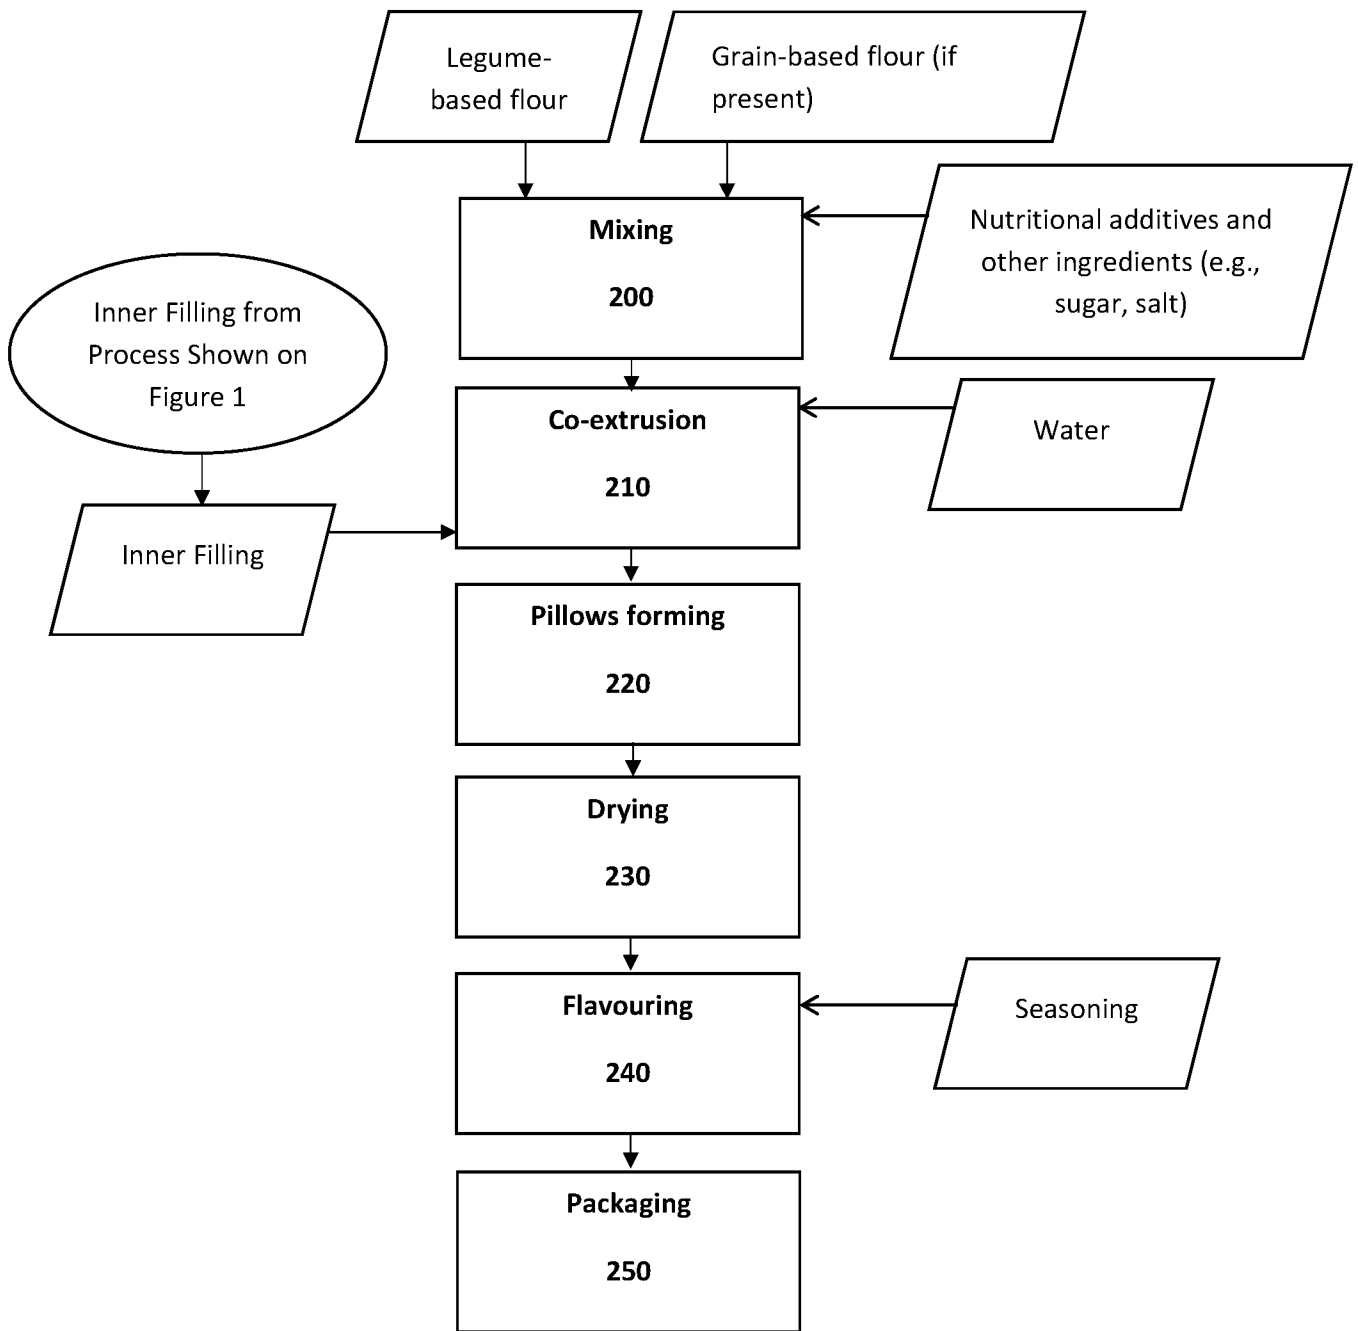 Legume-
based flour
Grain-based flour (if
present)
Mixing
200
Nutritional additives and
other ingredients (e.g.,
sugar, salt)
Inner Filling from
Process Shown on
Figure 1
Co-extrusion
210
Water
Inner Filling
Pillows forming
220
Drying
230
Flavouring
240
Seasoning
Packaging
250